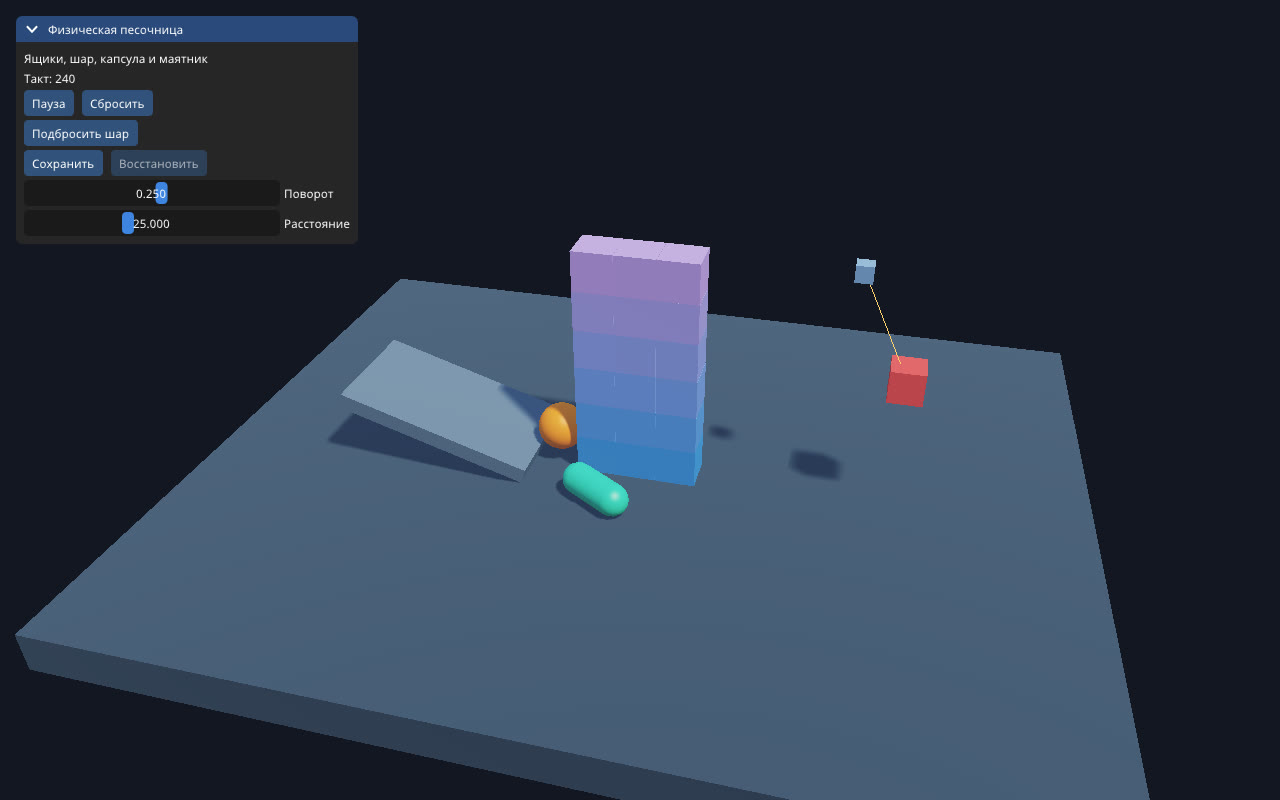 Физическая песочница
Ящики, шар, капсула и маятник
Такт: 240
Пауза Сбросить
Подбросить шар
Сохранить Восстановить
0.250 Поворот
25.000 Расстояние